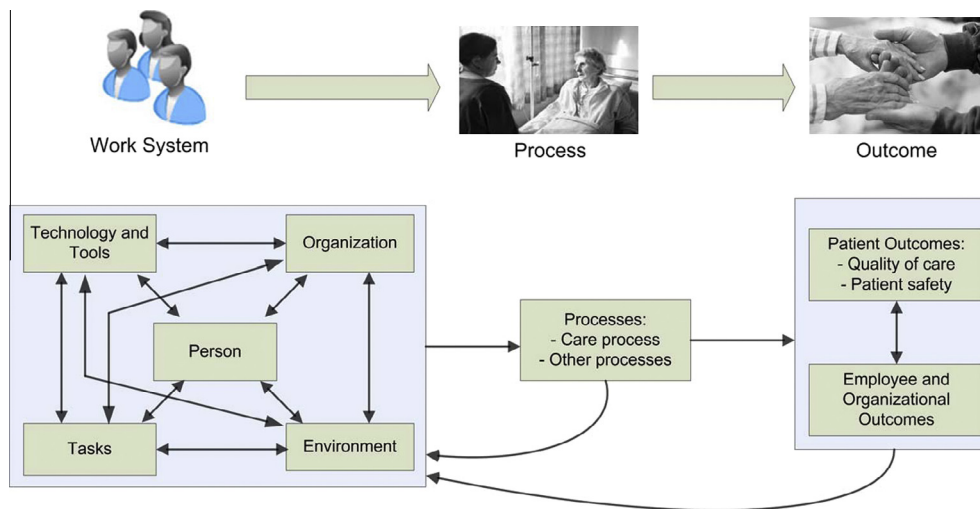 Work System
Process
Outcome
Technology and
Tools
Organization
Person
Tasks
Environment
Processes:
- Care process
- Other processes
Patient Outcomes:
- Quality of care
- Patient safety
Employee and
Organizational
Outcomes